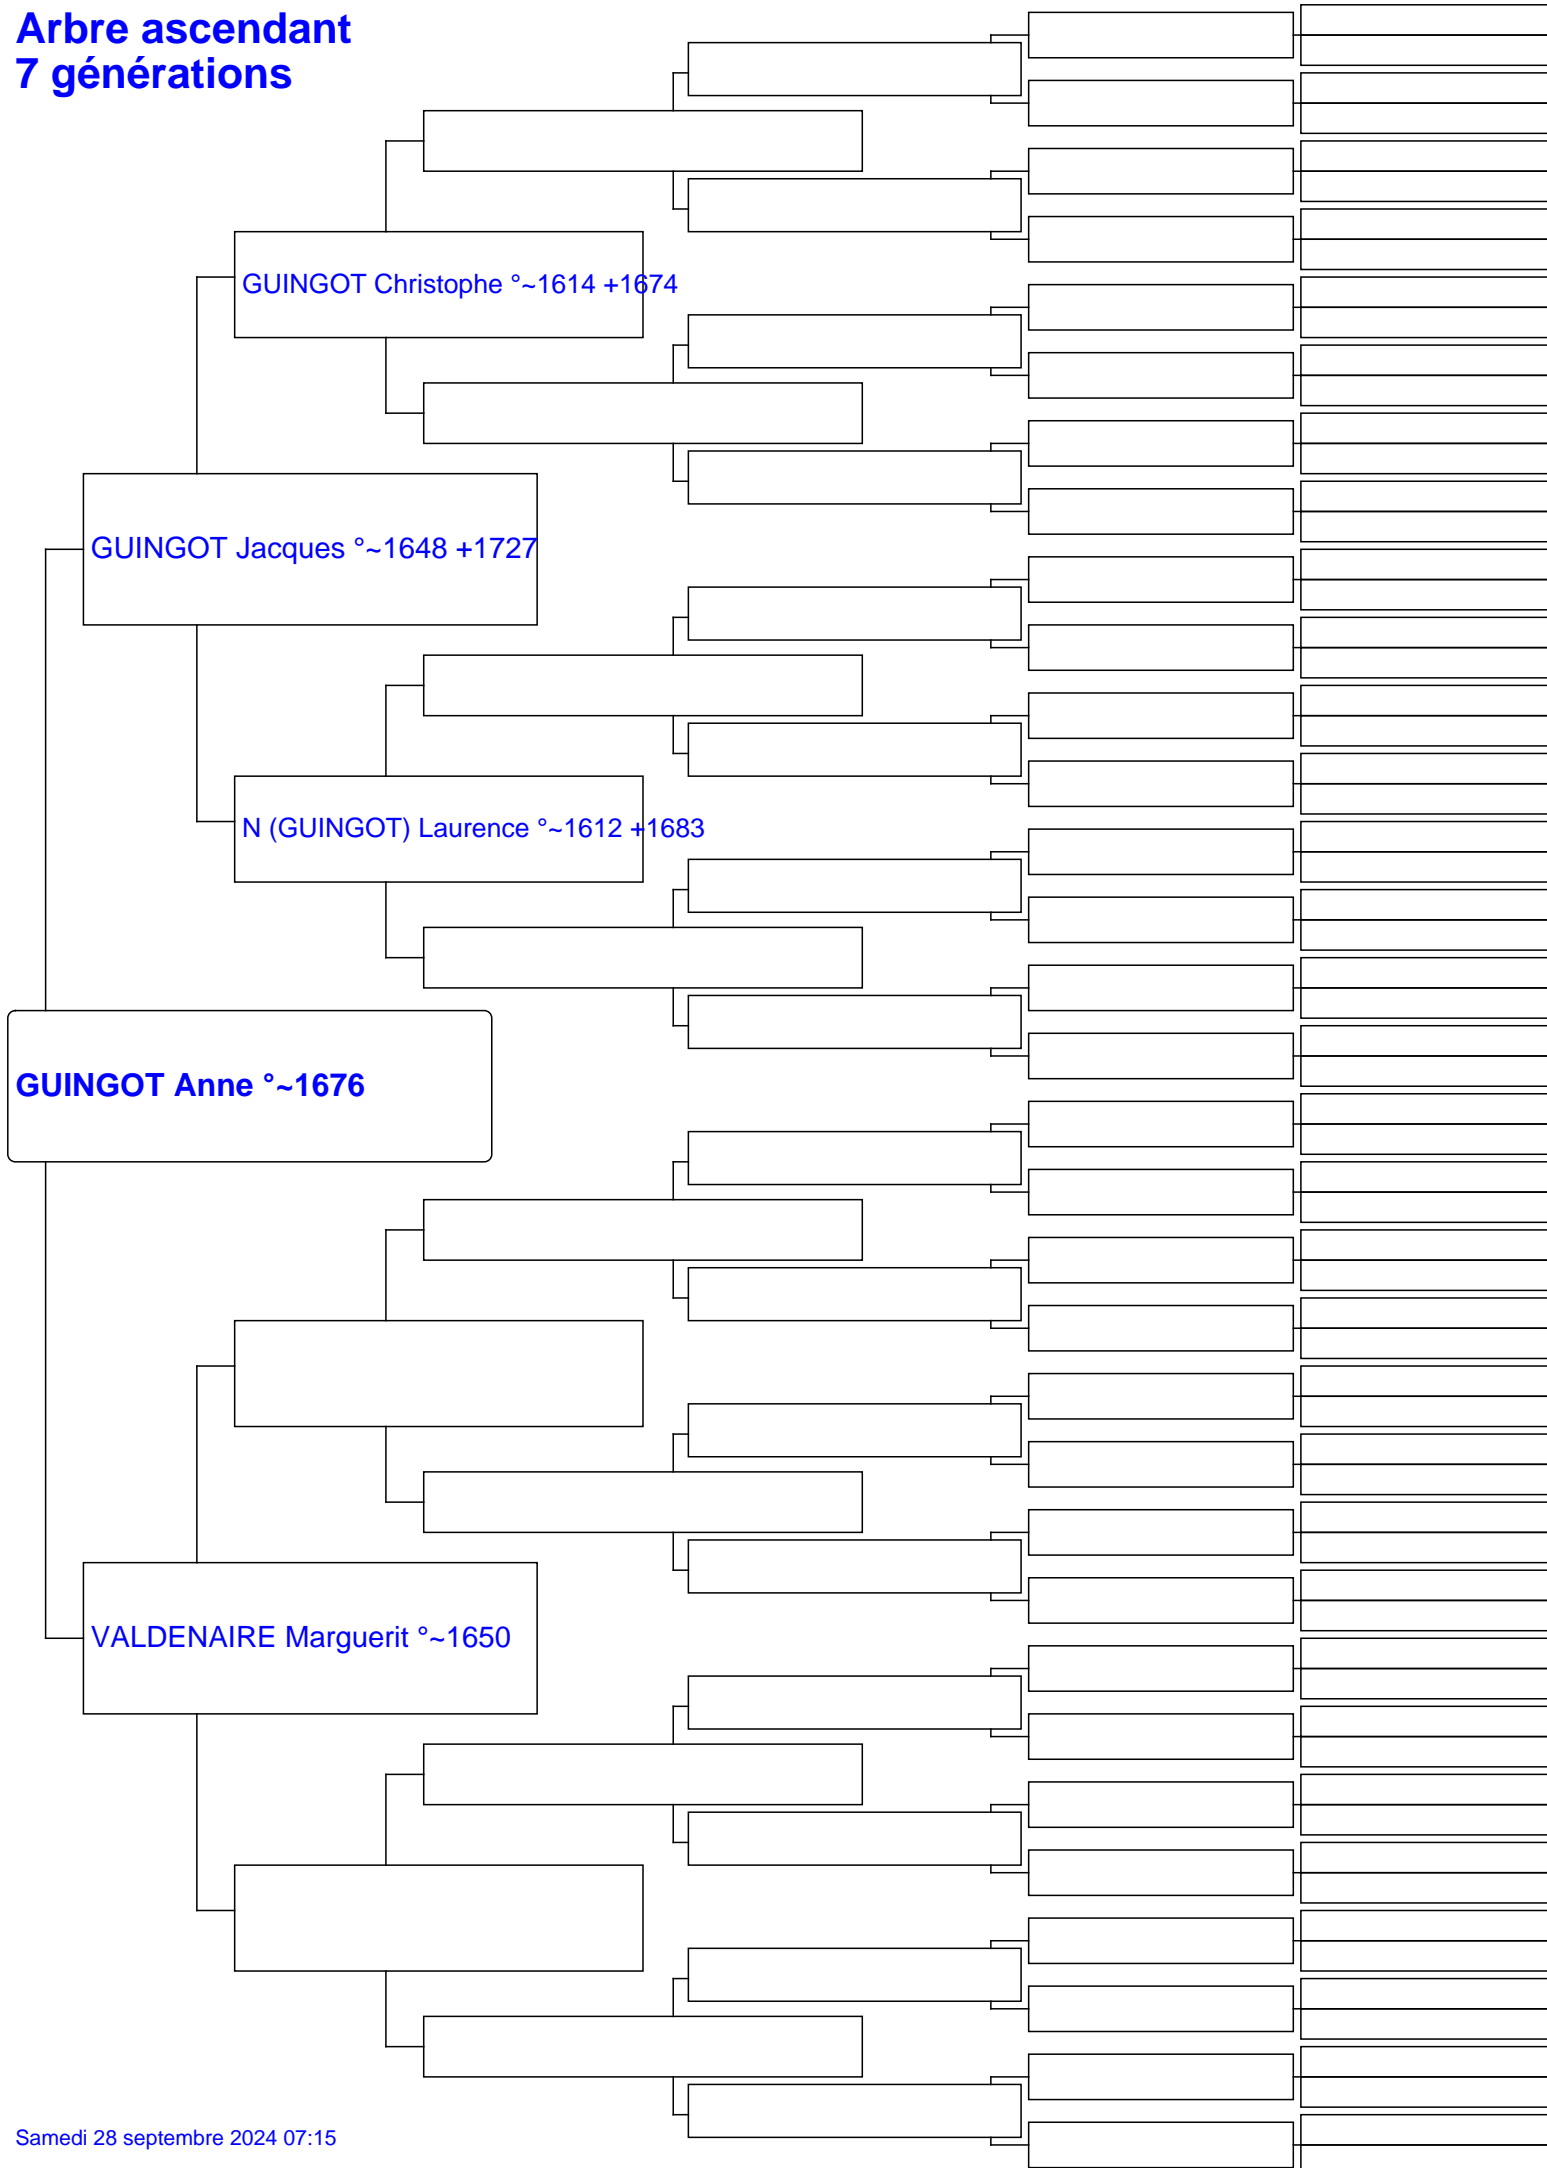 Arbre ascendant
7 générations
GUINGOT Christophe °~1614 +1674
GUINGOT Jacques °~1648 +1727
N (GUINGOT) Laurence °~1612 +1683
GUINGOT Anne °~1676
VALDENAIRE Marguerit °~1650
Samedi 28 septembre 2024 07:15